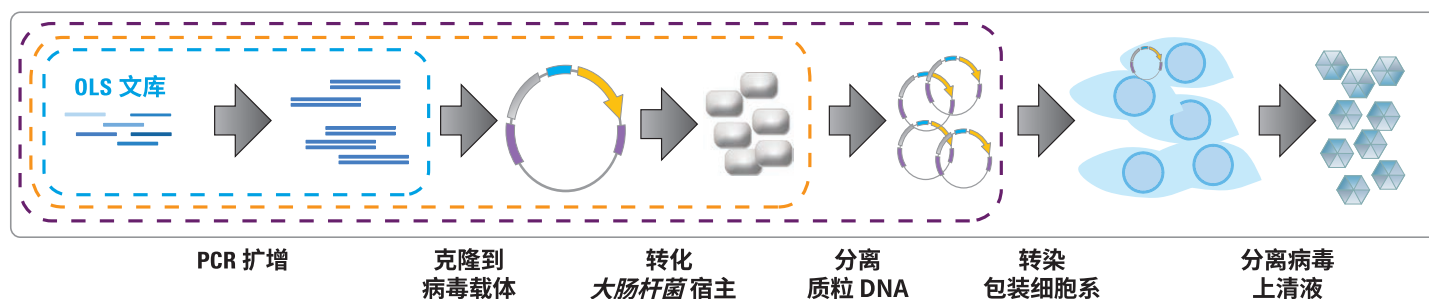 OLS 文库
PCR 扩增
克隆到
病毒载体
转化
大肠杆菌 宿主
分离
质粒 DNA
转染
包装细胞系
分离病毒
上清液